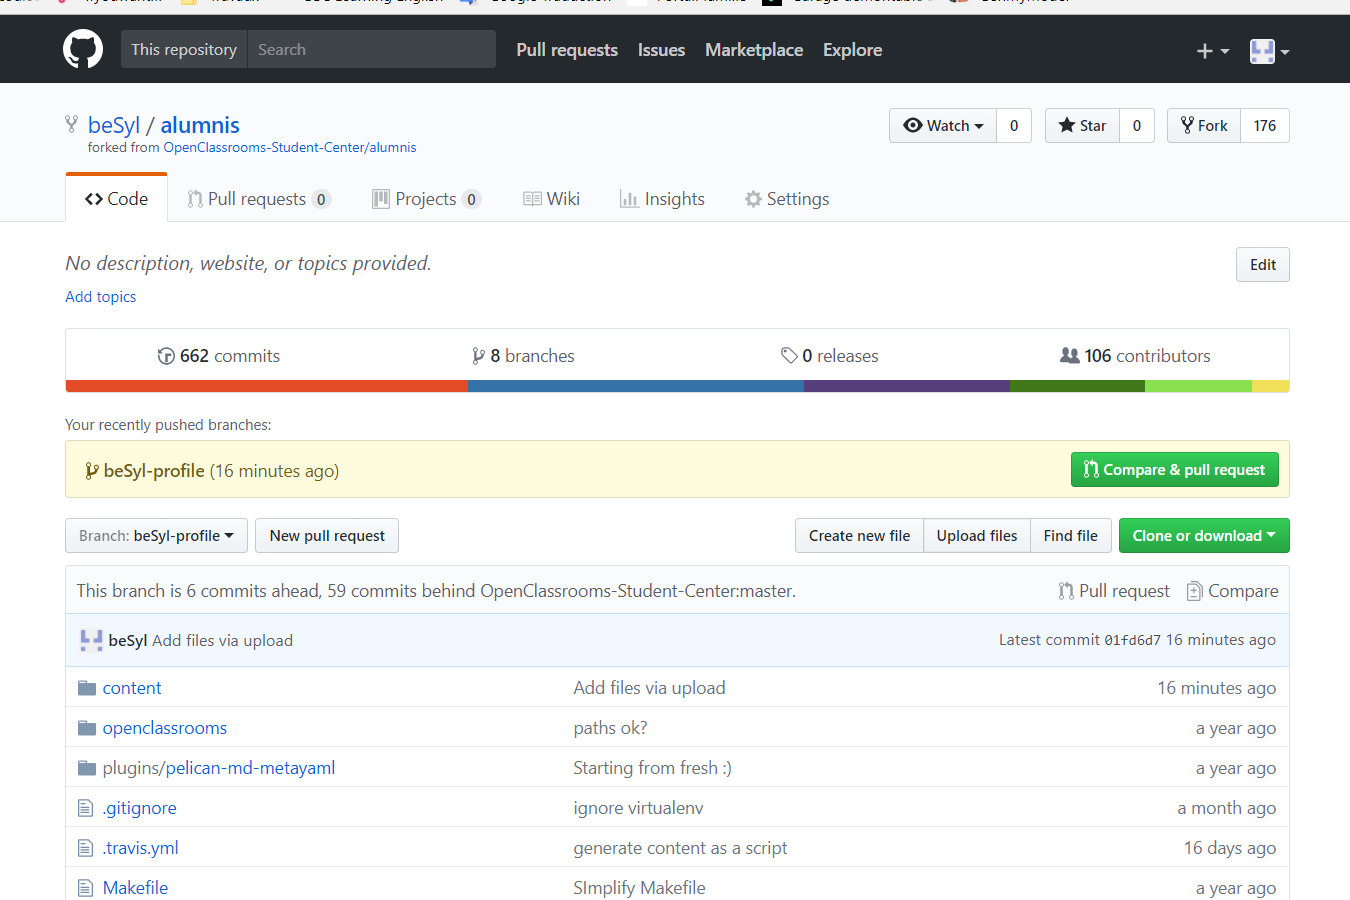 This repository Search Pull requests Issues Marketplace Explore
beSyl / alumnis Watch 0 Star 0 Fork 176
forked from OpenClassrooms-Student-Center/alumnis
Code Pull requests 0 Projects 0 Wiki Insights Settings
No description, website, or topics provided. Edit
Add topics
662 commits 8 branches 0 releases 106 contributors
Your recently pushed branches:
beSyl-profile (16 minutes ago) Compare & pull request
Branch: beSyl-profile New pull request Create new file Upload files Find file Clone or download
This branch is 6 commits ahead, 59 commits behind OpenClassrooms-Student-Center:master. Pull request Compare
beSyl Add files via upload Latest commit 01fd6d7 16 minutes ago
content Add files via upload 16 minutes ago
openclassrooms paths ok? a year ago
plugins/pelican-md-metayaml Starting from fresh :) a year ago
.gitignore ignore virtualenv a month ago
.travis.yml generate content as a script 16 days ago
Makefile SImplify Makefile a year ago